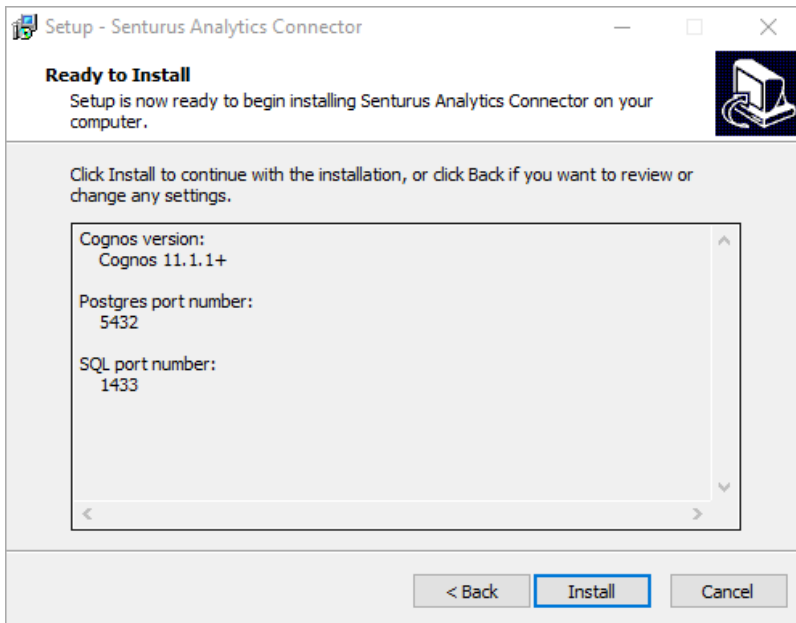 Setup - Senturus Analytics Connector
Ready to Install
Setup is now ready to begin installing Senturus Analytics Connector on your
computer.
Click Install to continue with the installation, or click Back if you want to review or
change any settings.
Cognos version:
Cognos 11.1.1+
Postgres port number:
5432
SQL port number:
1433
< Back
Install
Cancel